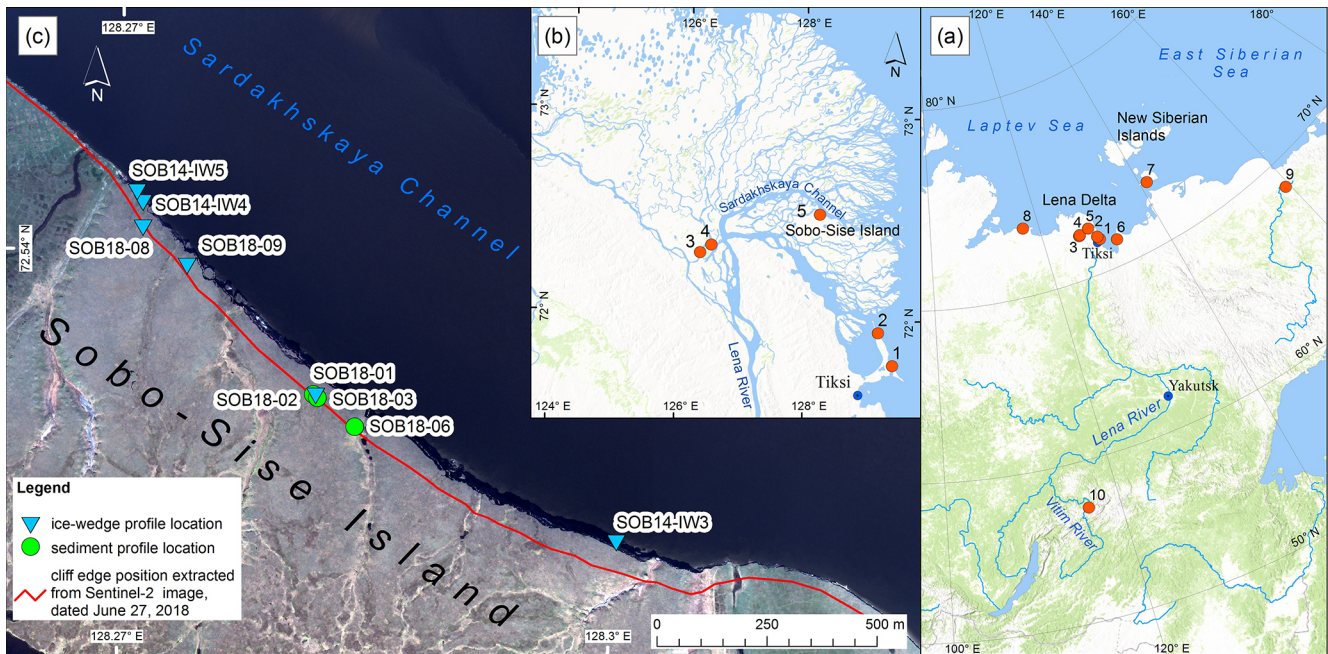 (c)
128.27° E
N
Sardakhskaya Channel
SOB14-IW5
SOB14-IW4
SOB18-08
SOB18-09
72.54° N
SOB18-01
SOB18-02
SOB18-03
SOB18-06
SOB14-IW3
Sobo-Sise Island
Legend
ice-wedge profile location
sediment profile location
cliff edge position extracted
from Sentinel-2 image,
dated June 27, 2018
128.27° E
128.3° E
0 250 500 m
(b)
126° E
128° E
N
73° N
73° N
Sardakhskaya Channel
5
Sobo-Sise Island
4
3
72° N
72° N
2
1
Lena River
Tiksi
124° E
126° E
128° E
(a)
120° E
140° E
160° E
180°
East Siberian
Sea
80° N
70° N
Laptev Sea
New Siberian
Islands
7
9
Lena Delta
8
4
5
2
1
6
3
Tiksi
60° N
Yakutsk
Lena River
10
Vitim River
50° N
100° E
120° E